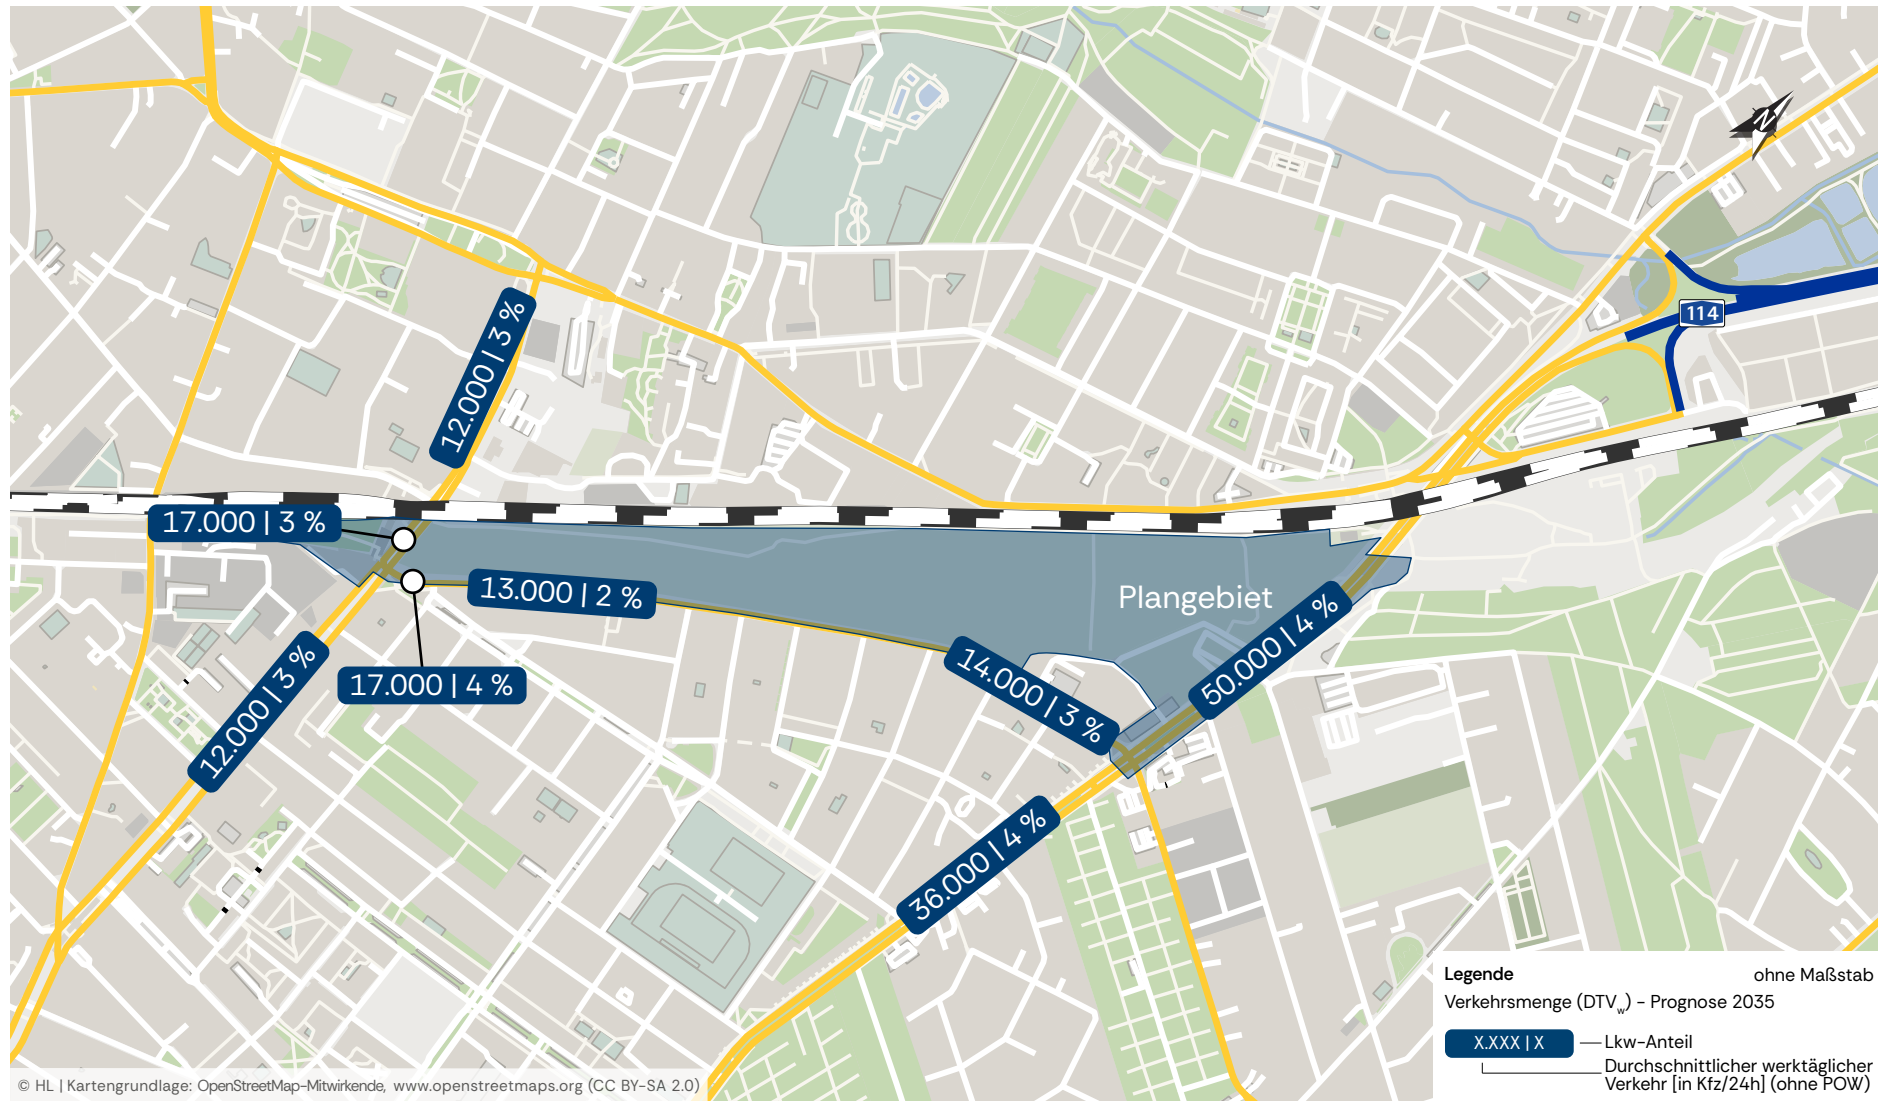 N
114
12.000 | 3 %
17.000 | 3 %
13.000 | 2 %
Plangebiet
50.000 | 4 %
14.000 | 3 %
17.000 | 4 %
12.000 | 3 %
36.000 | 4 %
Legende
ohne Maßstab
Verkehrsmenge (DTVw) – Prognose 2035
X.XXX | X
Lkw-Anteil
Durchschnittlicher werktäglicher
Verkehr [in Kfz/24h] (ohne POW)
© HL | Kartengrundlage: OpenStreetMap-Mitwirkende, www.openstreetmaps.org (CC BY-SA 2.0)